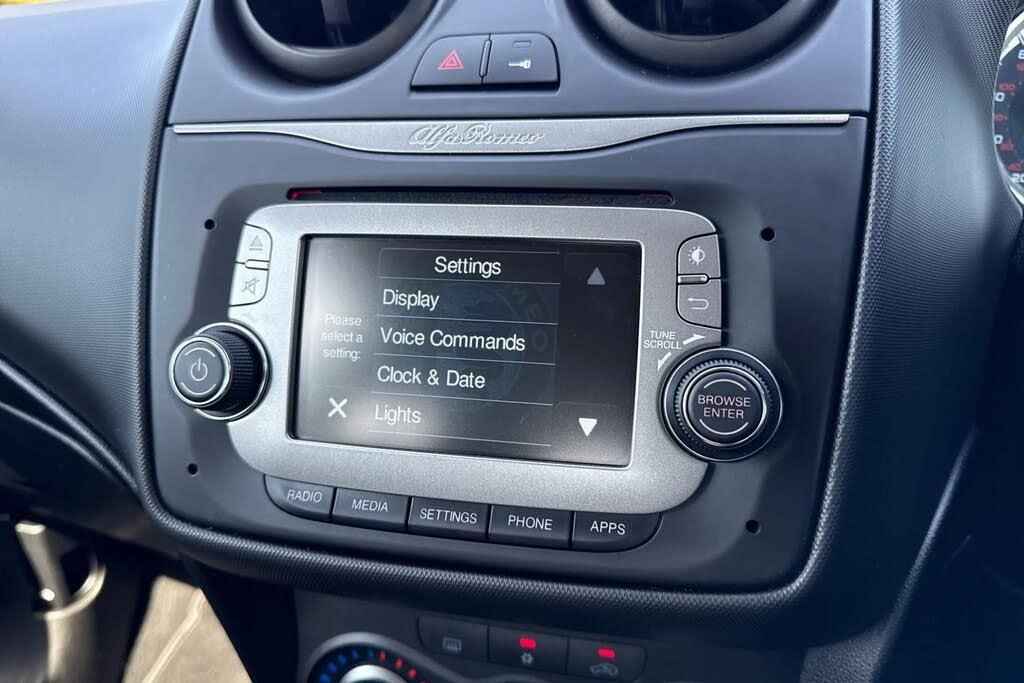 Alfa Romeo
Settings
Display
Voice Commands
Clock & Date
Lights
Please
select a
setting:
TUNE
SCROLL
BROWSE
ENTER
RADIO
MEDIA
SETTINGS
PHONE
APPS